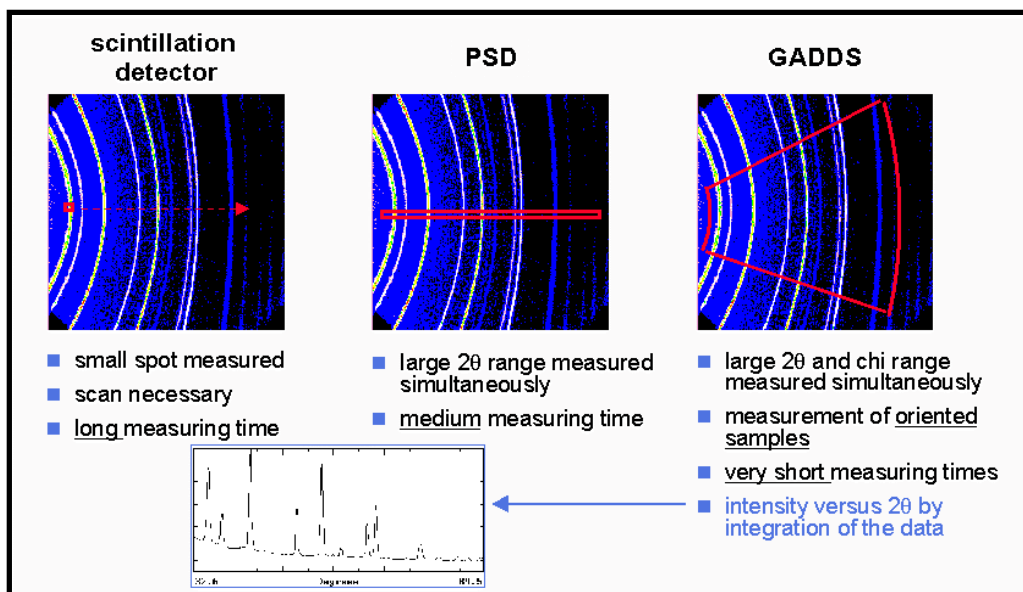 scintillation
detector
PSD
GADDS
small spot measured
scan necessary
long measuring time
large 2θ range measured
simultaneously
medium measuring time
large 2θ and chi range
measured simultaneously
measurement of oriented
samples
very short measuring times
intensity versus 2θ by
integration of the data
Degrees